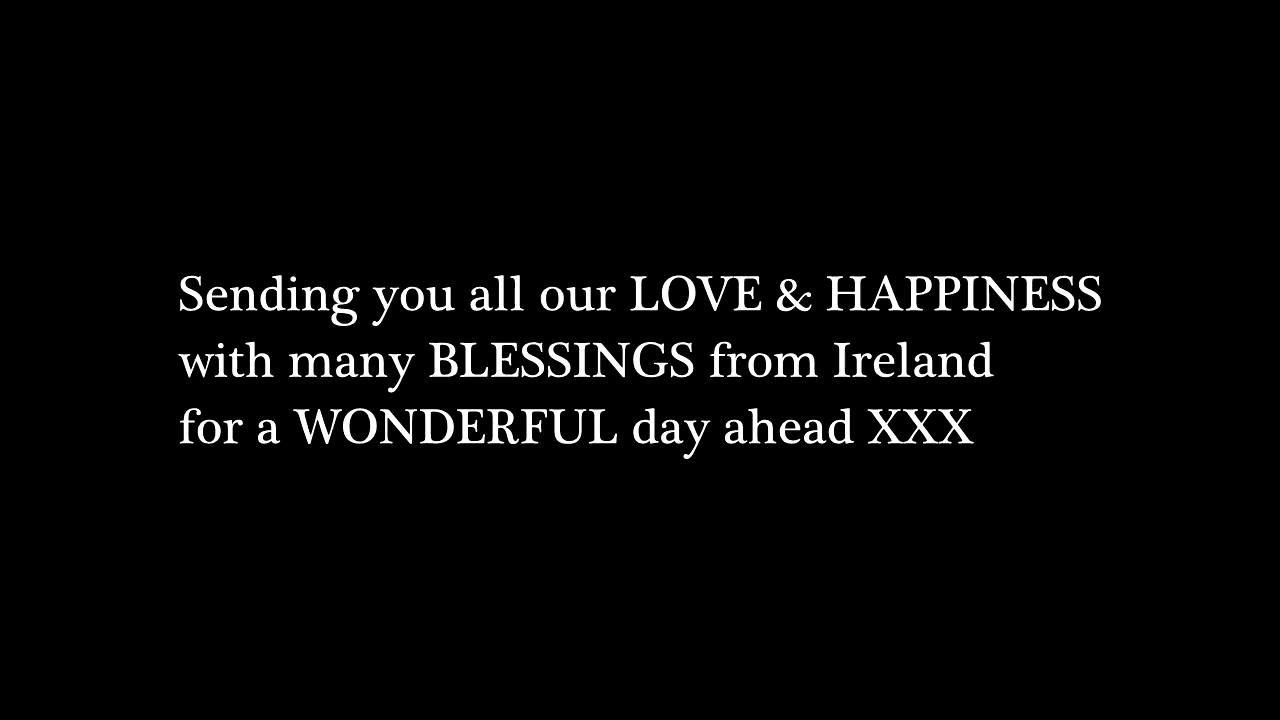 Sending you all our LOVE & HAPPINESS
with many BLESSINGS from Ireland
for a WONDERFUL day ahead XXX